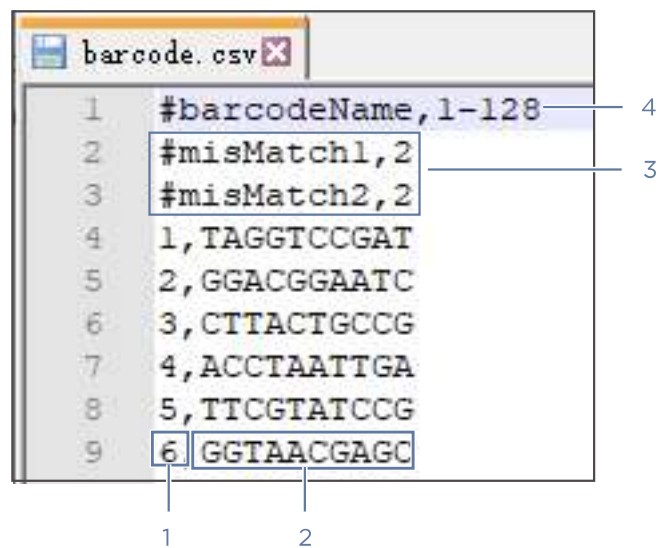 barcode.csv
1 #barcodeName,1-128 4
2 #misMatch1,2
3
3 #misMatch2,2
4 1,TAGGTCCGAT
5 2,GGACGGAATC
6 3,CTTACTGCCG
7 4,ACCTAATTGA
8 5,TTCGTATCCG
9 6,GGTAACGAGC
1 2